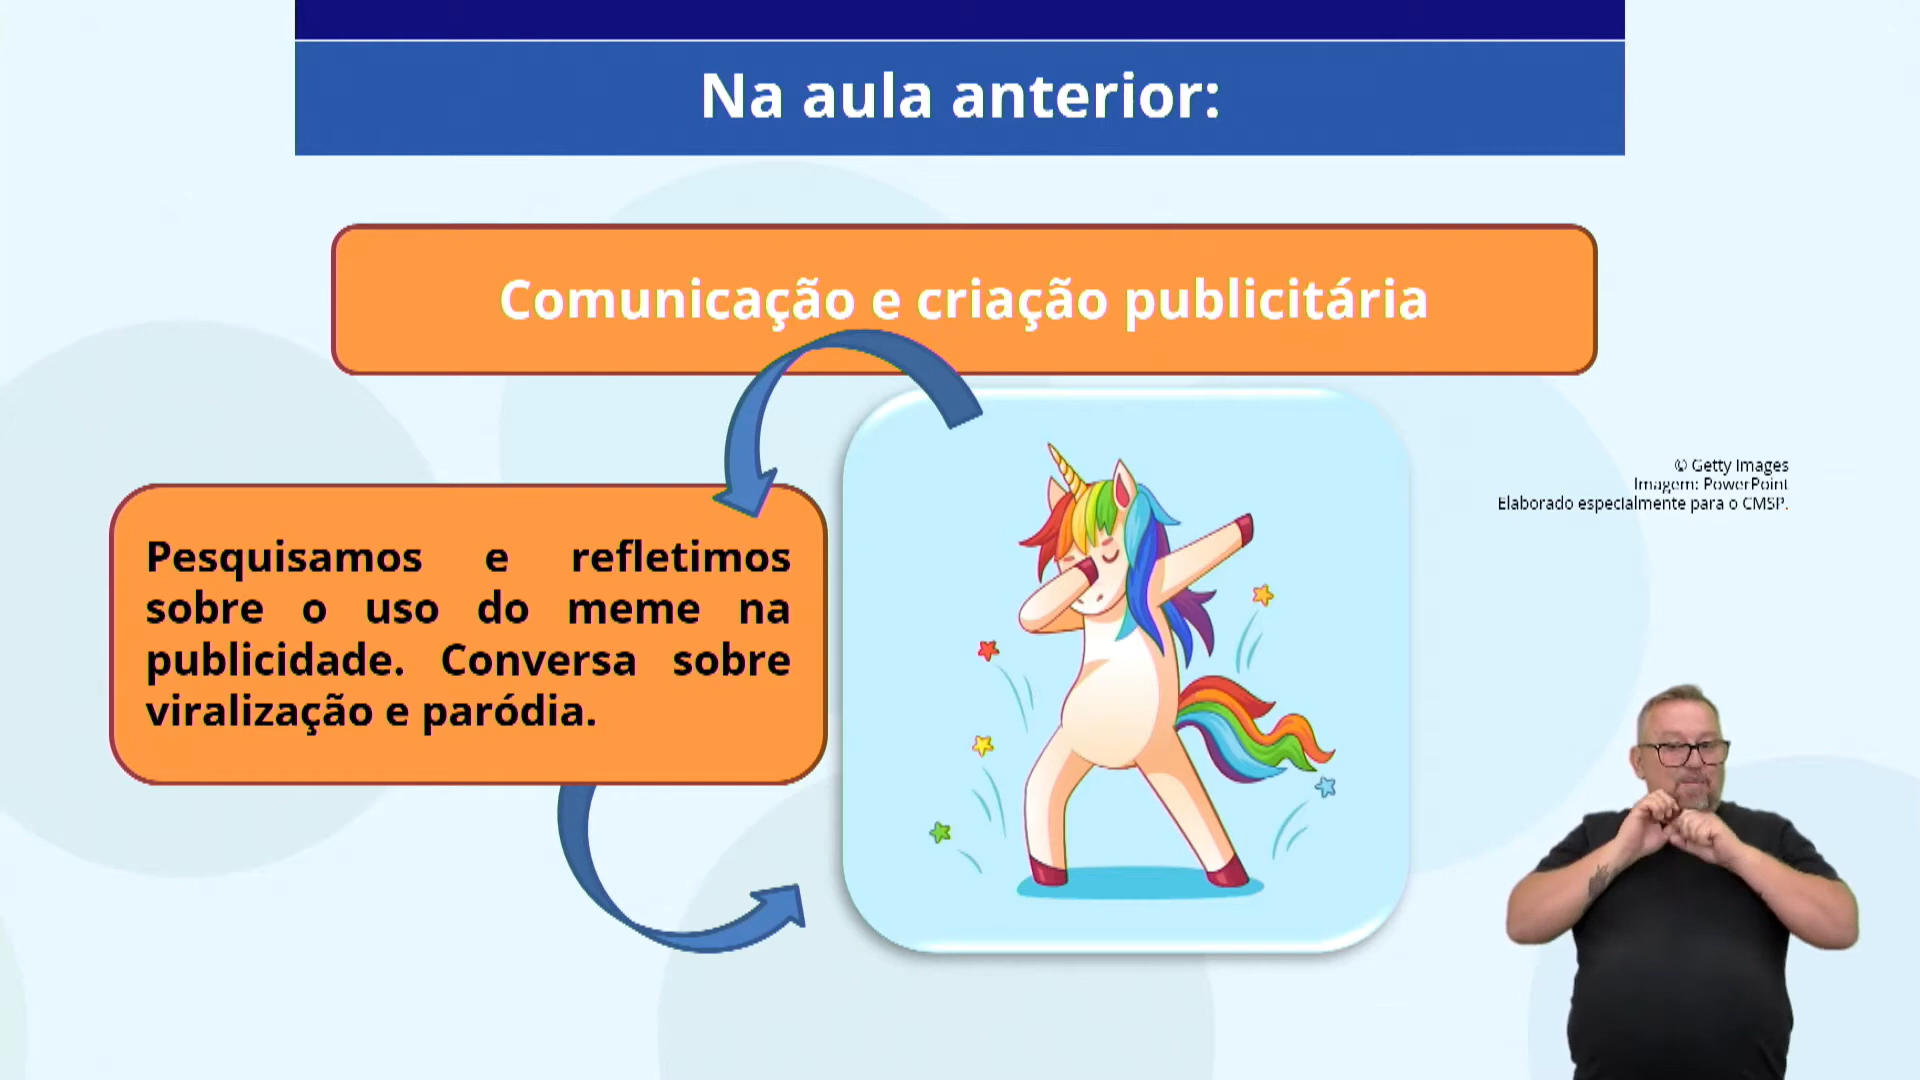 Na aula anterior:
Comunicação e criação publicitária
© Getty Images
Imagem: PowerPoint
Elaborado especialmente para o CMSP.
Pesquisamos e refletimos
sobre o uso do meme na
publicidade. Conversa sobre
viralização e paródia.